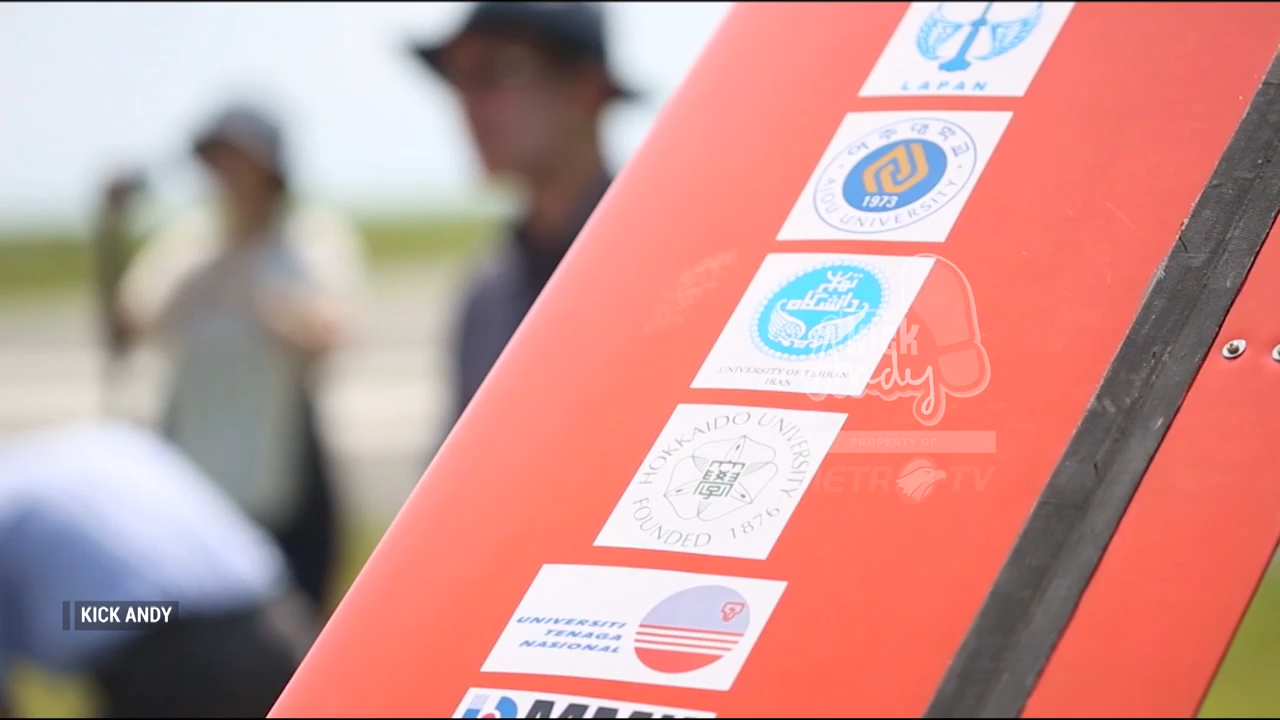 LAPAN
아주대학교
1973
AJOU UNIVERSITY
دانشگاه
تهران
UNIVERSITY OF TEHRAN,
IRAN
Kick
Andy
PROPERTY OF
METRO TV
HOKKAIDO UNIVERSITY
FOUNDED 1876
KICK ANDY
UNIVERSITI
TENAGA
NASIONAL